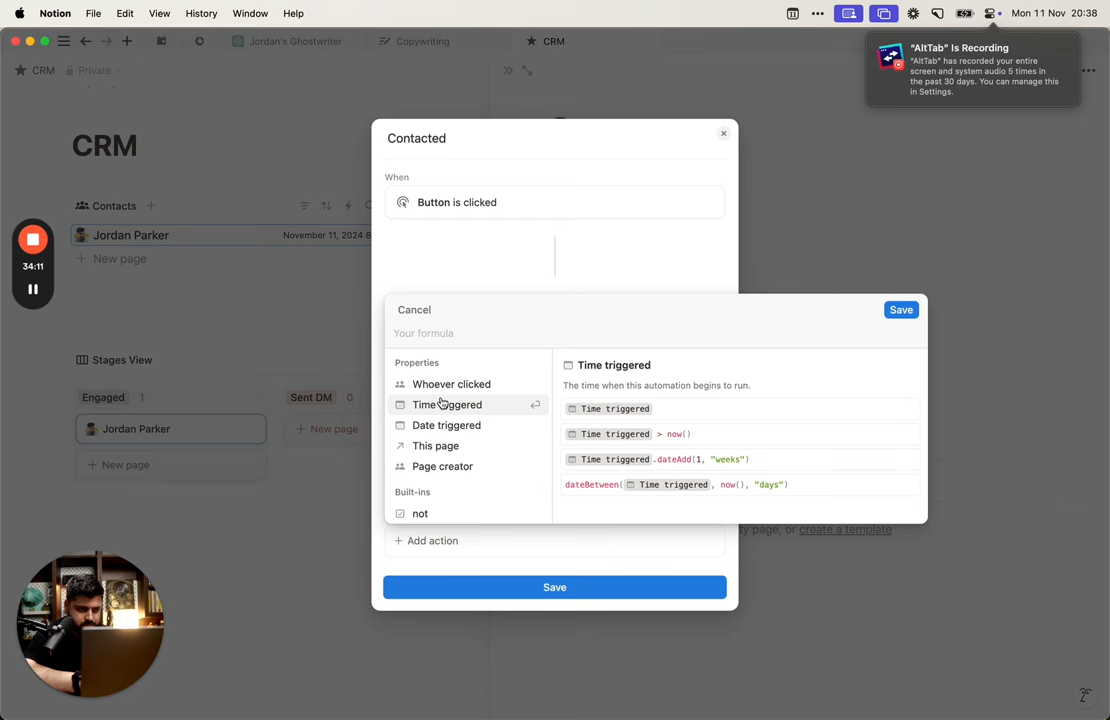 Notion File Edit View History Window Help
11 Mon 11 Nov 20:38
Jordan's Ghostwriter Copywriting CRM
CRM Private
"AltTab" Is Recording
"AltTab" has recorded your entire
screen and system audio 5 times in
the past 30 days. You can manage this
in Settings.
CRM
Contacts
Jordan Parker November 11, 2024 8
New page
34:11
Stages View
Engaged 1 Sent DM 0
Jordan Parker
New page
New page
Contacted
When
Button is clicked
Cancel Save
Your formula
Properties
Whoever clicked
Time triggered
Date triggered
This page
Page creator
Built-ins
not
Time triggered
The time when this automation begins to run.
Time triggered
Time triggered > now()
Time triggered.dateAdd(1, "weeks")
dateBetween(Time triggered, now(), "days")
ty page, or create a template
Add action
Save